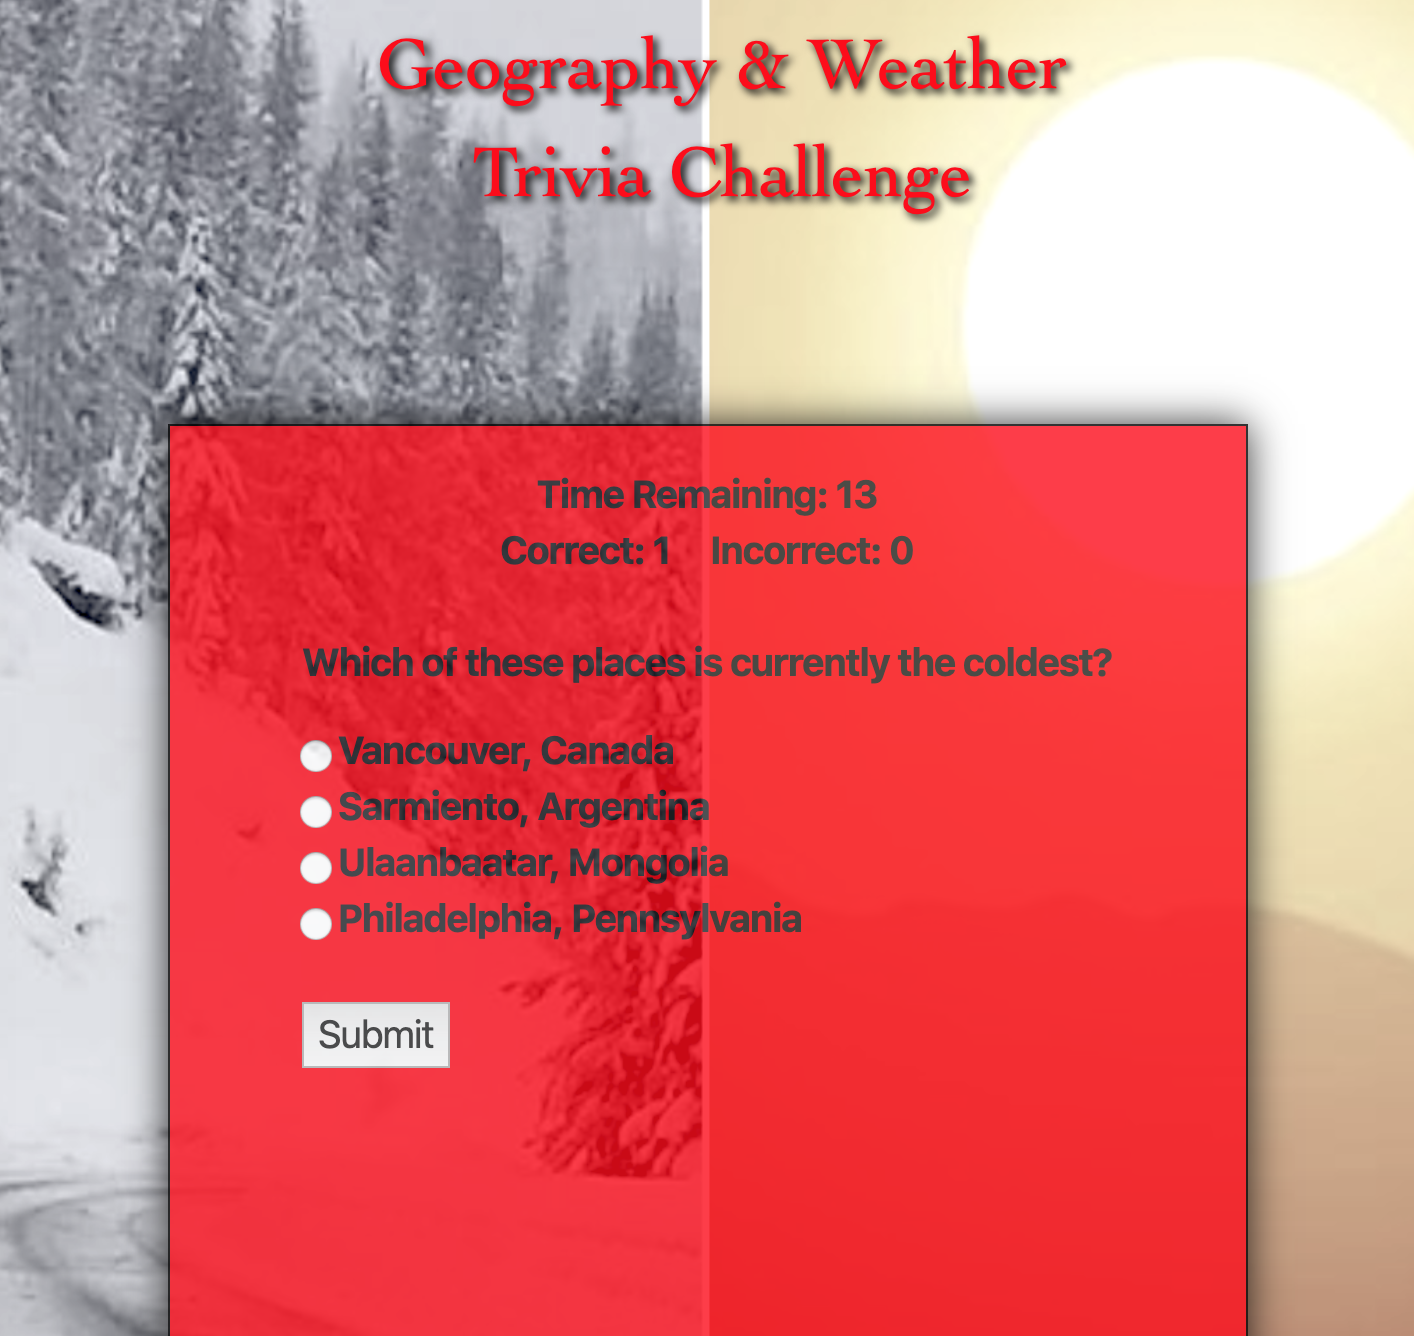 Geography & Weather
Trivia Challenge
Time Remaining: 13
Correct: 1 Incorrect: 0
Which of these places is currently the coldest?
Vancouver, Canada
Sarmiento, Argentina
Ulaanbaatar, Mongolia
Philadelphia, Pennsylvania
Submit